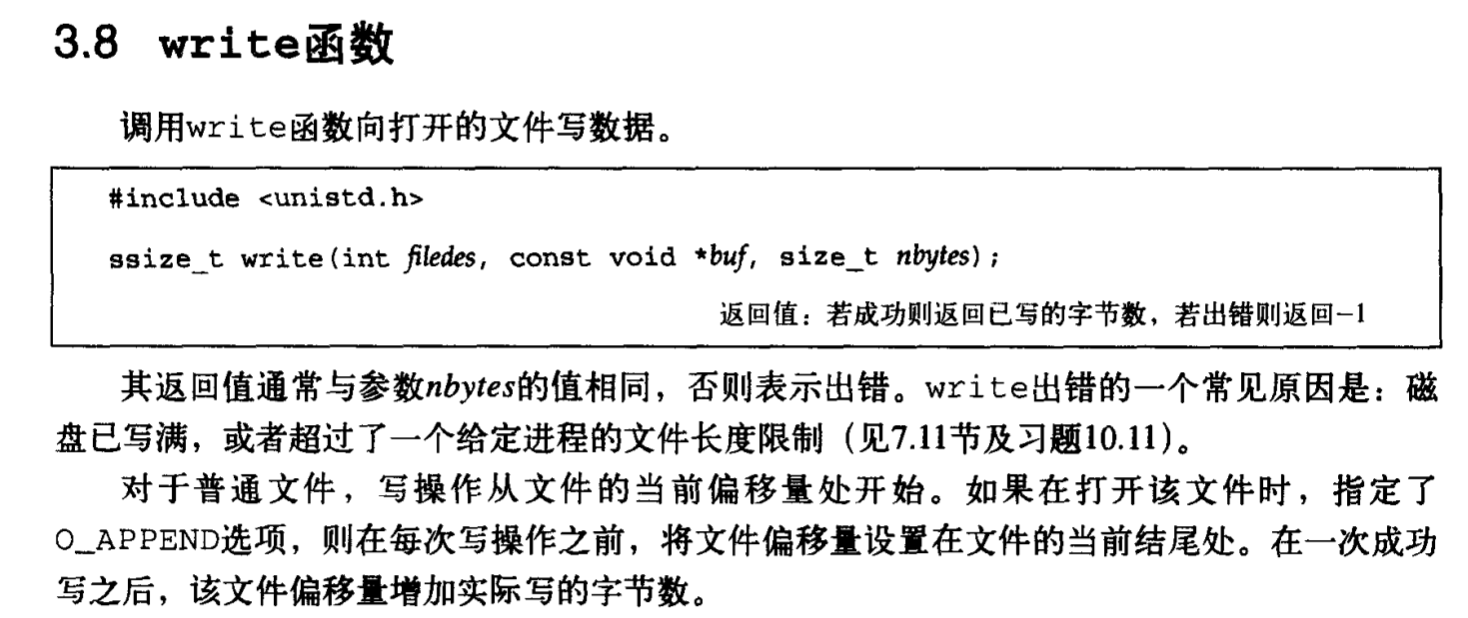 3.8 write函数
调用write函数向打开的文件写数据。
#include <unistd.h>
ssize_t write(int filedes, const void *buf, size_t nbytes);
返回值：若成功则返回已写的字节数，若出错则返回−1
其返回值通常与参数nbytes的值相同，否则表示出错。write出错的一个常见原因是：磁
盘已写满，或者超过了一个给定进程的文件长度限制（见7.11节及习题10.11）。
对于普通文件，写操作从文件的当前偏移量处开始。如果在打开该文件时，指定了
O_APPEND选项，则在每次写操作之前，将文件偏移量设置在文件的当前结尾处。在一次成功
写之后，该文件偏移量增加实际写的字节数。